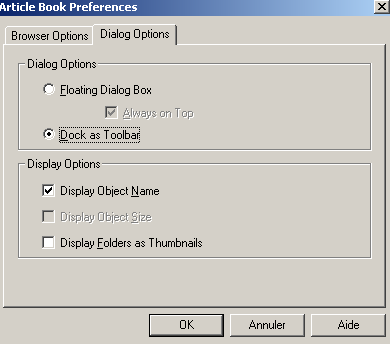 Article Book Preferences
Browser Options Dialog Options
Dialog Options
Floating Dialog Box
Always on Top
Dock as Toolbar
Display Options
Display Object Name
Display Object Size
Display Folders as Thumbnails
OK Annuler Aide